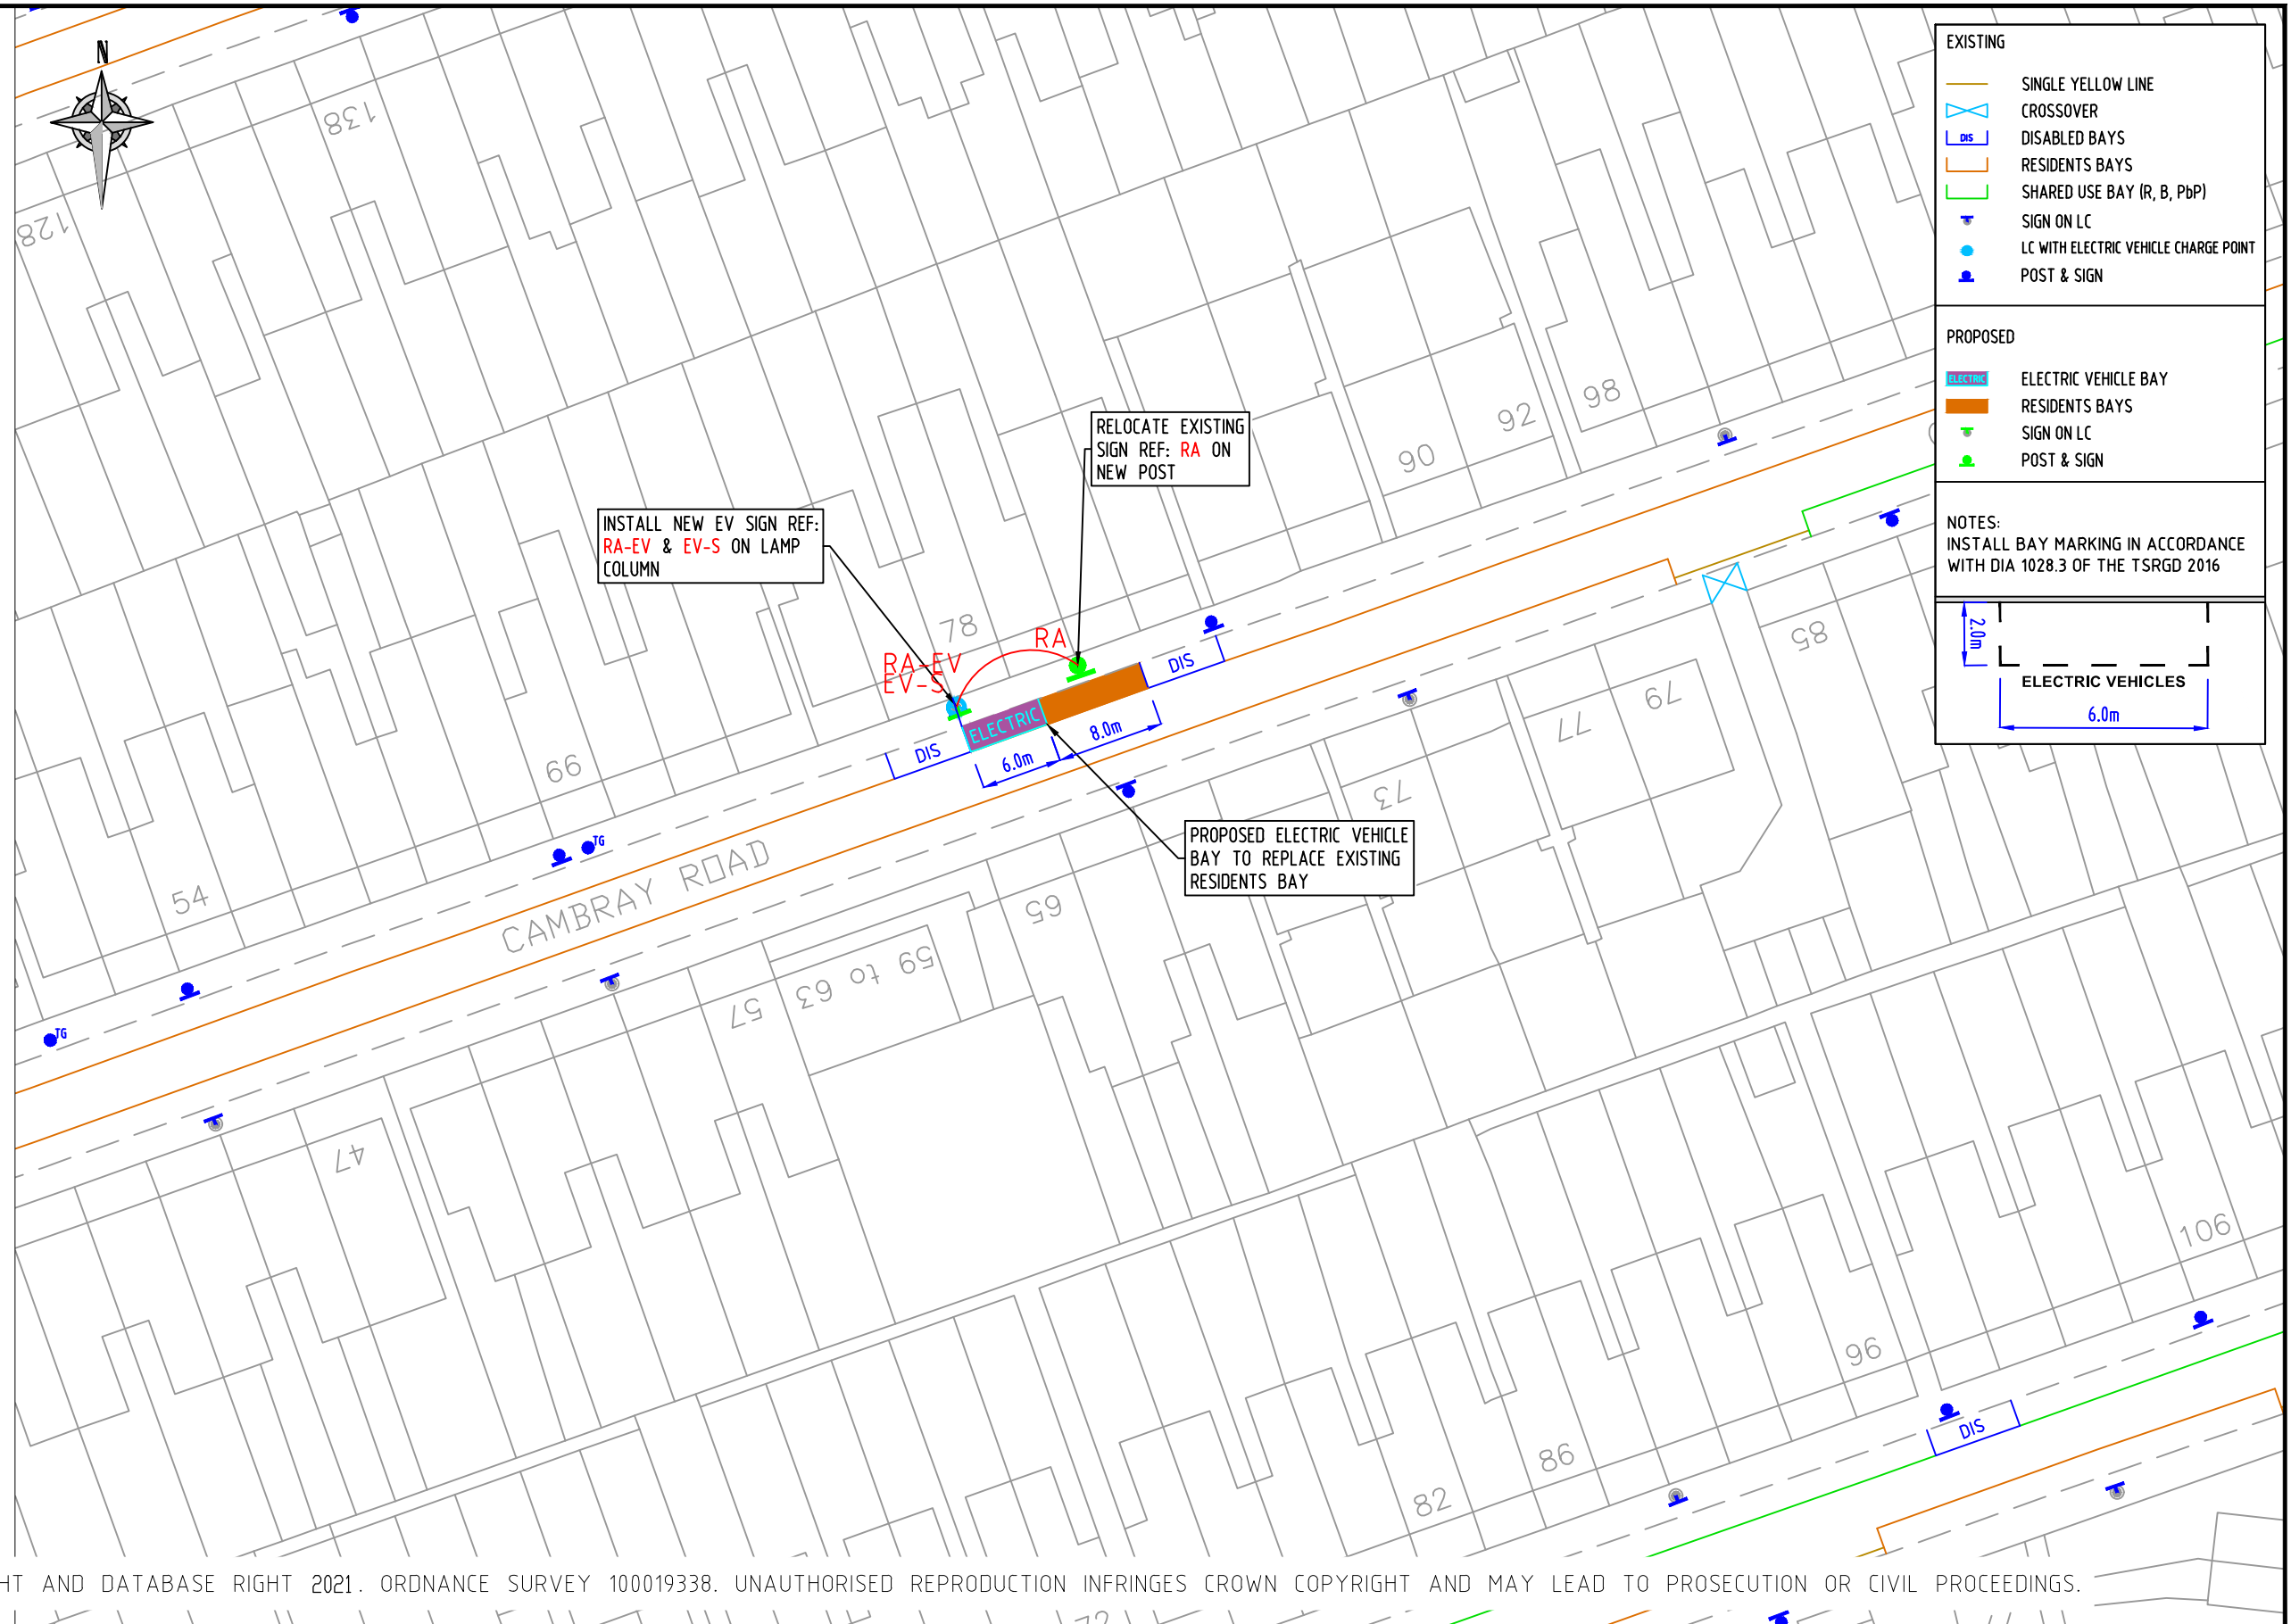 N
138
128
EXISTING
SINGLE YELLOW LINE
CROSSOVER
DIS DISABLED BAYS
RESIDENTS BAYS
SHARED USE BAY (R, B, PbP)
SIGN ON LC
LC WITH ELECTRIC VEHICLE CHARGE POINT
POST & SIGN
PROPOSED
ELECTRIC ELECTRIC VEHICLE BAY
RESIDENTS BAYS
SIGN ON LC
POST & SIGN
NOTES:
INSTALL BAY MARKING IN ACCORDANCE
WITH DIA 1028.3 OF THE TSRGD 2016
2.0m
ELECTRIC VEHICLES
6.0m
98
92
90
RELOCATE EXISTING
SIGN REF: RA ON
NEW POST
INSTALL NEW EV SIGN REF:
RA-EV & EV-S ON LAMP
COLUMN
78
RA
RA-EV
EV-S
DIS
ELECTRIC
DIS
8.0m
6.0m
85
79
77
73
66
PROPOSED ELECTRIC VEHICLE
BAY TO REPLACE EXISTING
RESIDENTS BAY
TG
CAMBRAY ROAD
54
65
59 to 63
57
TG
47
106
96
DIS
86
82
HT AND DATABASE RIGHT 2021. ORDNANCE SURVEY 100019338. UNAUTHORISED REPRODUCTION INFRINGES CROWN COPYRIGHT AND MAY LEAD TO PROSECUTION OR CIVIL PROCEEDINGS.